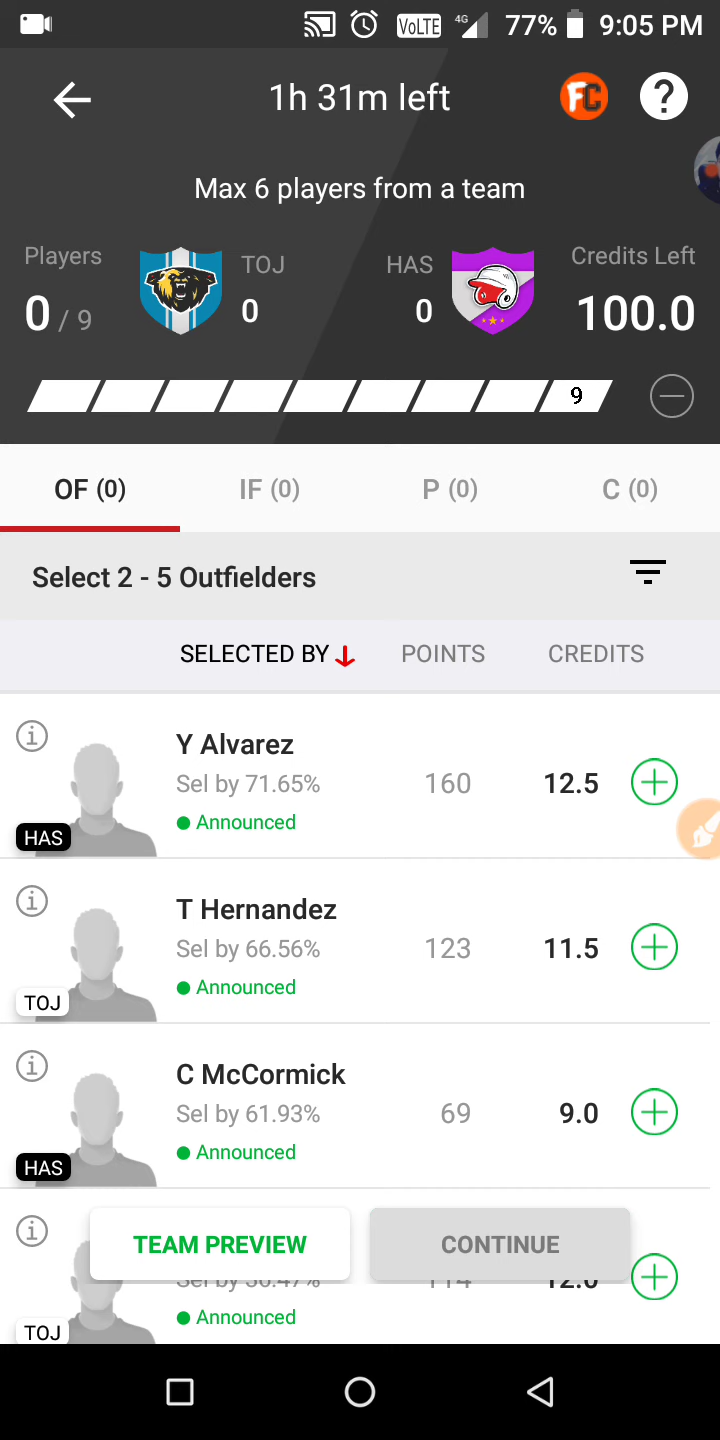 VoLTE 4G 77% 9:05 PM
1h 31m left
FC ?
Max 6 players from a team
Players TOJ HAS Credits Left
0 / 9 0 0 100.0
9
OF (0) IF (0) P (0) C (0)
Select 2 - 5 Outfielders
SELECTED BY POINTS CREDITS
Y Alvarez
Sel by 71.65% 160 12.5
Announced
HAS
T Hernandez
Sel by 66.56% 123 11.5
Announced
TOJ
C McCormick
Sel by 61.93% 69 9.0
Announced
HAS
TEAM PREVIEW CONTINUE
Announced
TOJ